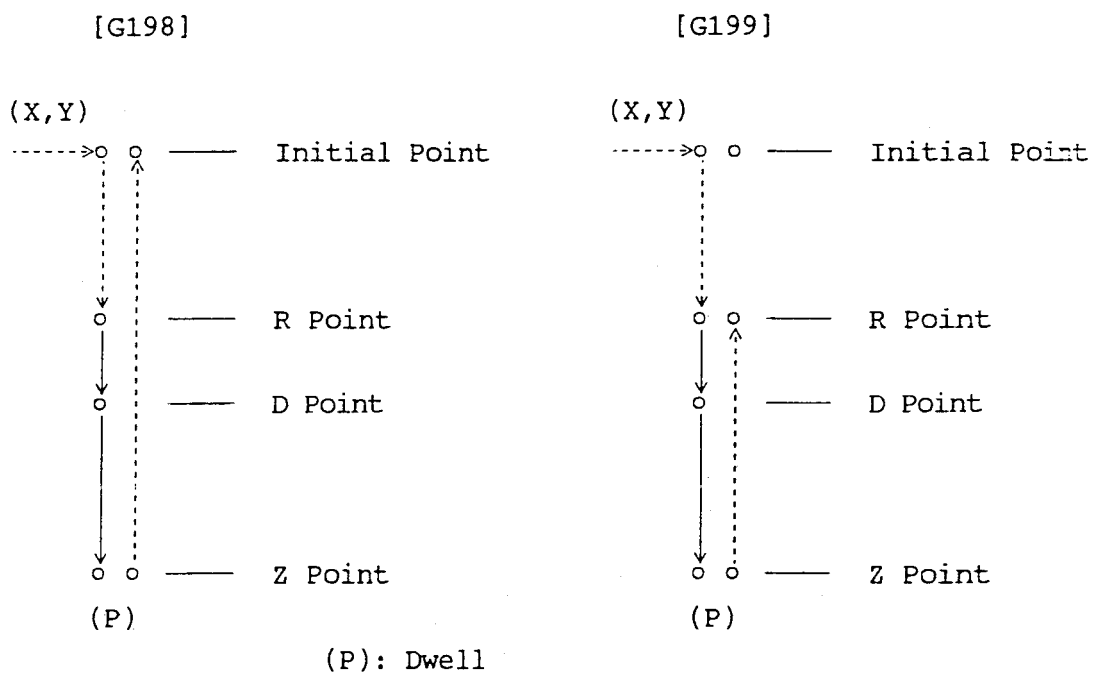 [G198] [G199]
(X,Y) (X,Y)
Initial Point Initial Point
R Point R Point
D Point D Point
Z Point Z Point
(P) (P)
(P): Dwell